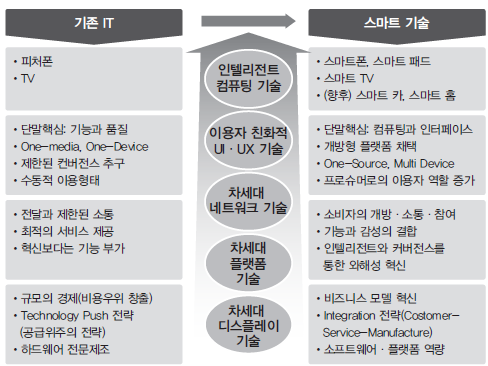 기존 IT
스마트 기술
• 피처폰
• TV
인텔리전트
컴퓨팅 기술
• 스마트폰, 스마트 패드
• 스마트 TV
• (향후) 스마트 카, 스마트 홈
• 단말핵심: 기능과 품질
• One-media, One-Device
• 제한된 컨버전스 추구
• 수동적 이용형태
이용자 친화적
UI · UX 기술
• 단말핵심: 컴퓨팅과 인터페이스
• 개방형 플랫폼 채택
• One-Source, Multi Device
• 프로슈머로의 이용자 역할 증가
차세대
네트워크 기술
• 전달과 제한된 소통
• 최적의 서비스 제공
• 혁신보다는 기능 부가
차세대
플랫폼
기술
• 소비자의 개방 · 소통 · 참여
• 기능과 감성의 결합
• 인텔리전트와 커버전스를
통한 와해성 혁신
• 규모의 경제(비용우위 창출)
• Technology Push 전략
(공급위주의 전략)
• 하드웨어 전문제조
차세대
디스플레이
기술
• 비즈니스 모델 혁신
• Integration 전략(Costomer-
Service-Manufacture)
• 소프트웨어 · 플랫폼 역량